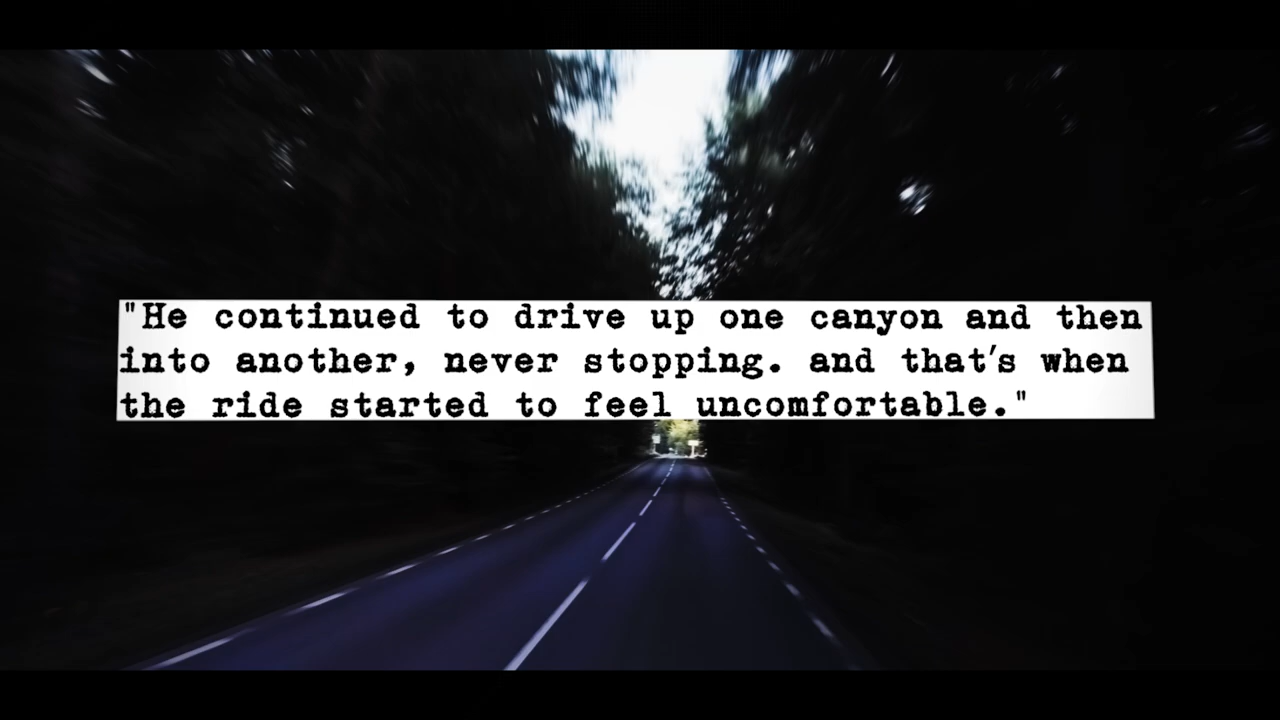 "He continued to drive up one canyon and then
into another, never stopping. and that's when
the ride started to feel uncomfortable."